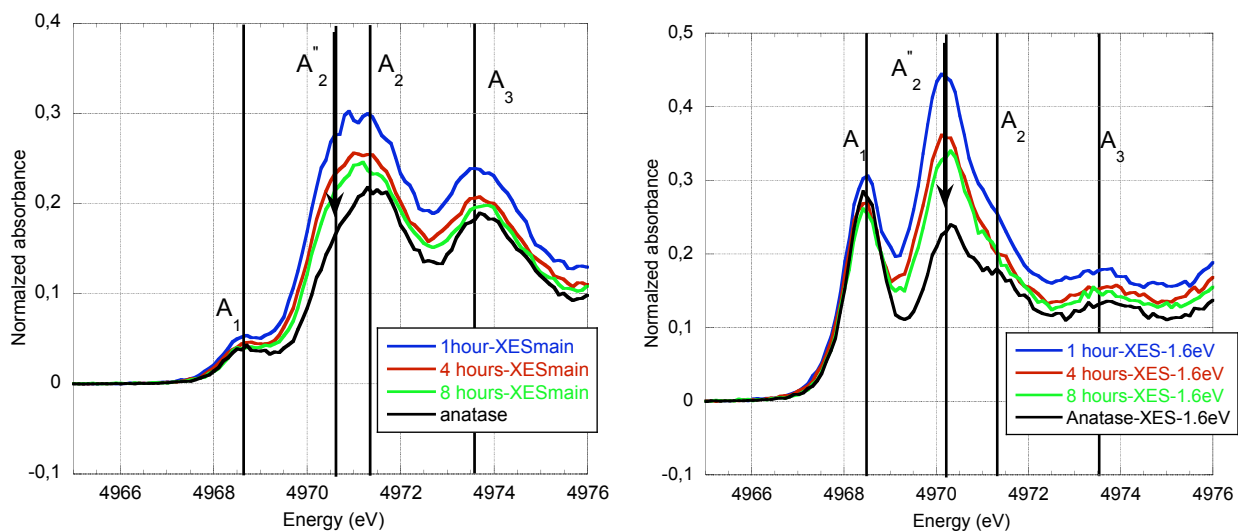 0,4
0,3
0,2
0,1
0
-0,1
Normalized absorbance
4966 4968 4970 4972 4974 4976
Energy (eV)
A1
A"2
A2
A3
1hour-XESmain
4 hours-XESmain
8 hours-XESmain
anatase
0,5
0,4
0,3
0,2
0,1
0
-0,1
Normalized absorbance
4966 4968 4970 4972 4974 4976
Energy (eV)
A1
A"2
A2
A3
1 hour-XES-1.6eV
4 hours-XES-1.6eV
8 hours-XES-1.6eV
Anatase-XES-1.6eV